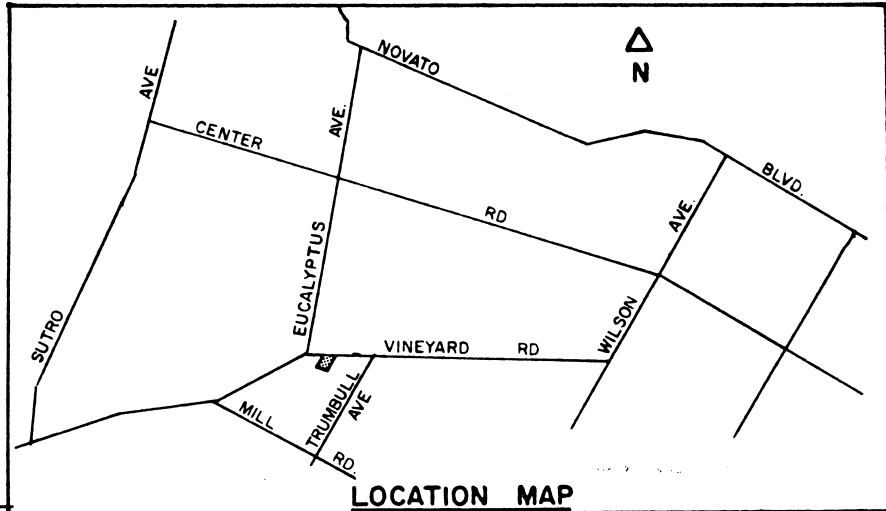 NOVATO
BLVD.
N
AVE
SUTRO
CENTER
RD
AVE.
EUCALYPTUS
AVE.
WILSON
VINEYARD RD
TRUMBULL
AVE
MILL
RD.
LOCATION MAP